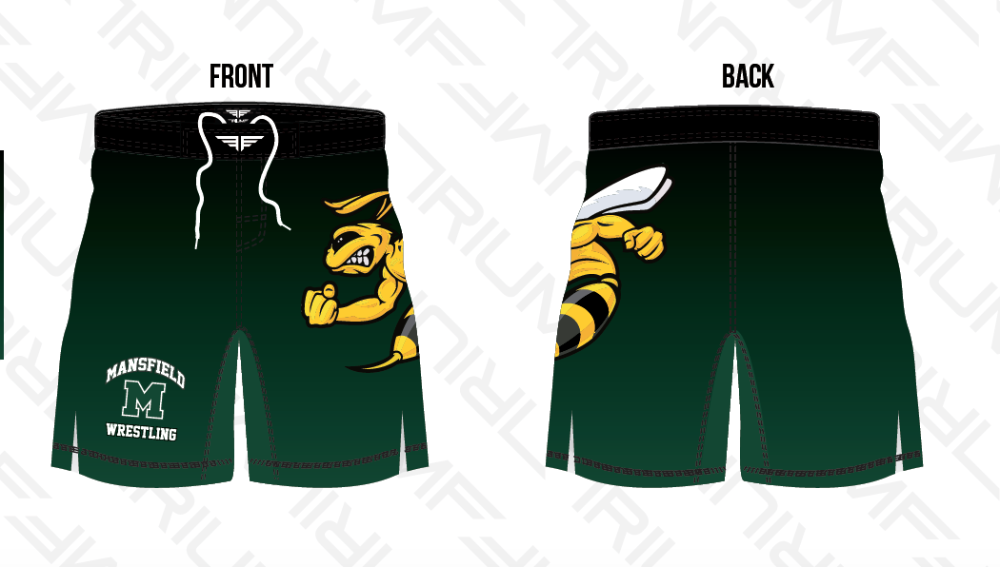 FRONT
BACK
MANSFIELD
M
WRESTLING